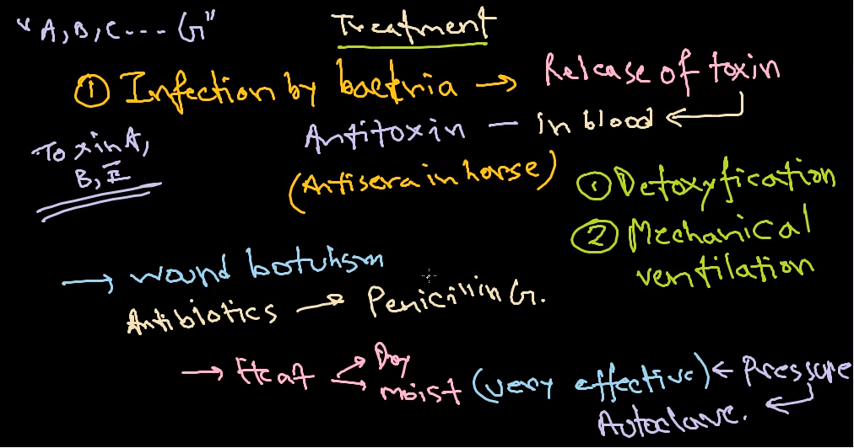 "A, B, C ---- G"
Treatment
① Infection by bacteria → Release of toxin
Antitoxin — in blood ←
Toxin A,
B, E
(Antisera in horse)
① Detoxyfication
② Mechanical
ventilation
→ wound botulism
Antibiotics → Penicillin G.
→ Heat → Dry
→ moist (very effective) ← Pressure
Autoclave. ←